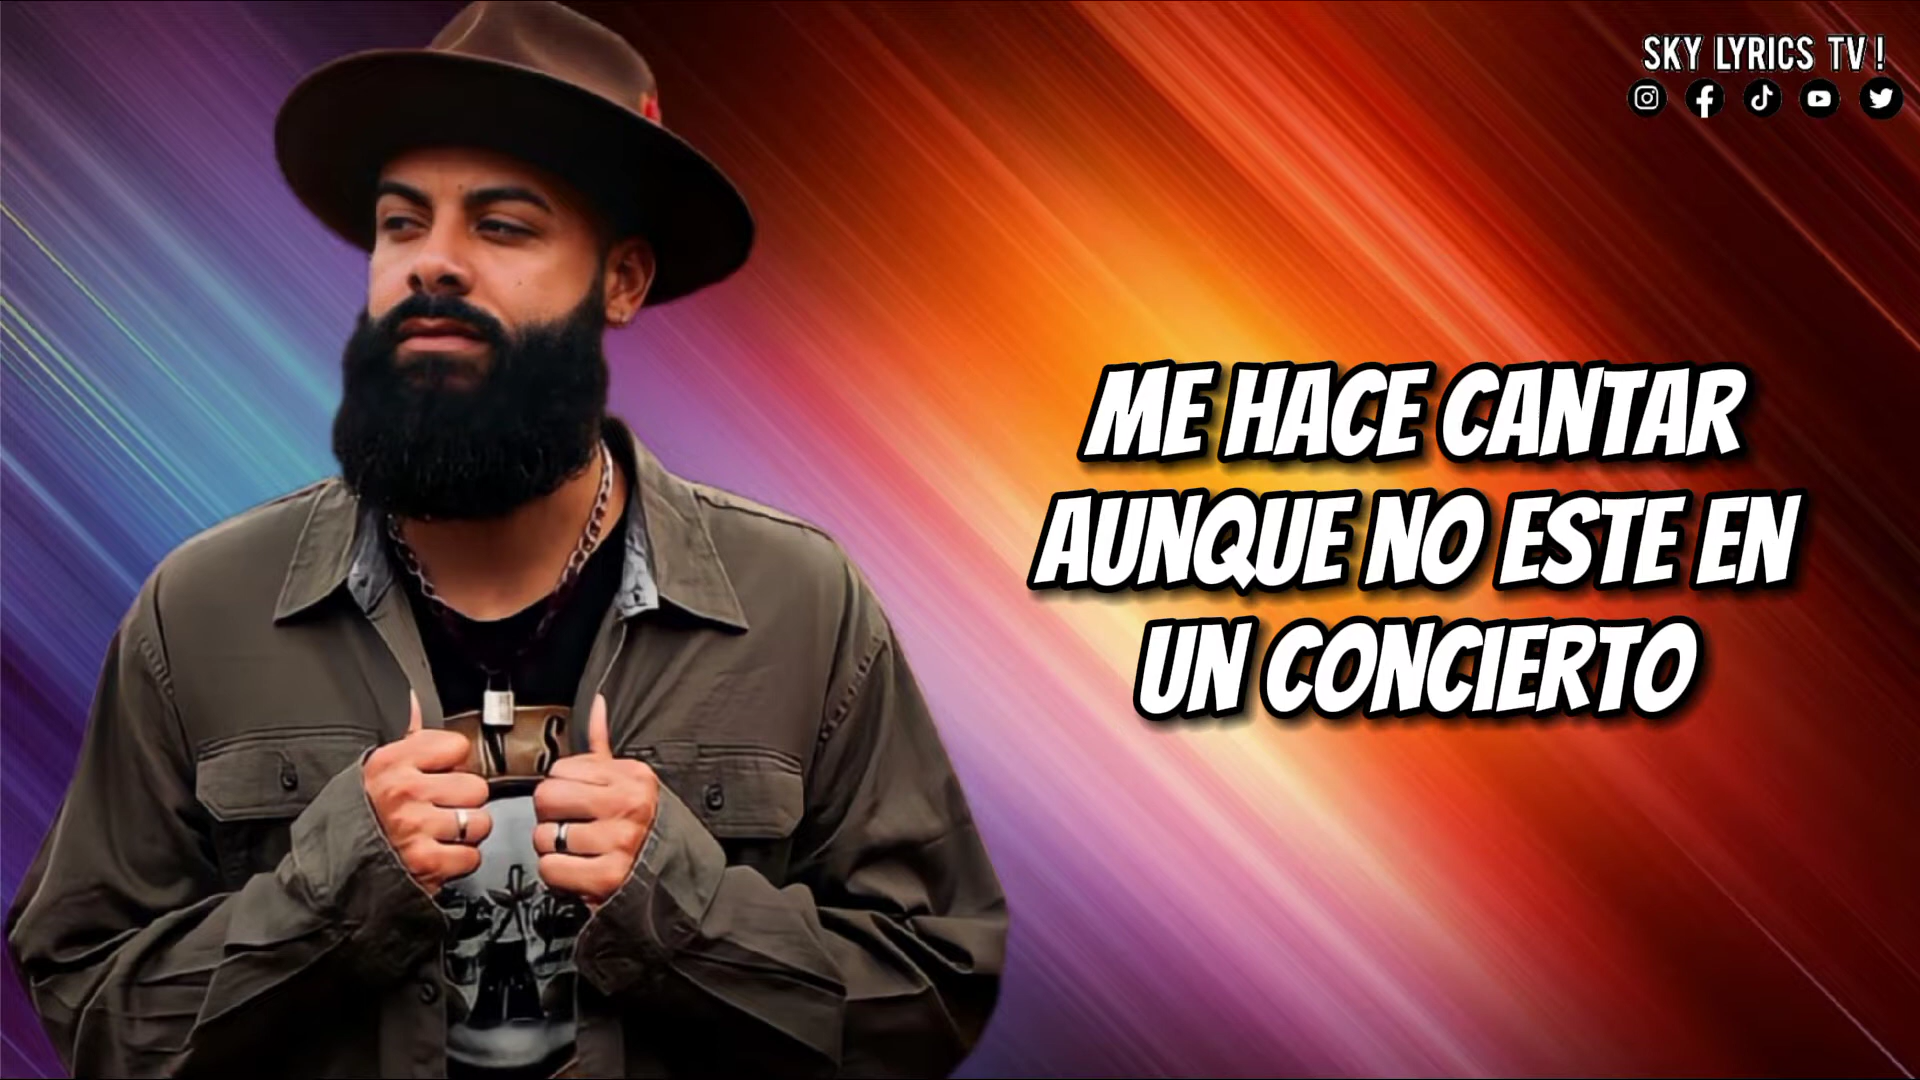 SKY LYRICS TV!
ME HACE CANTAR
AUNQUE NO ESTE EN
UN CONCIERTO